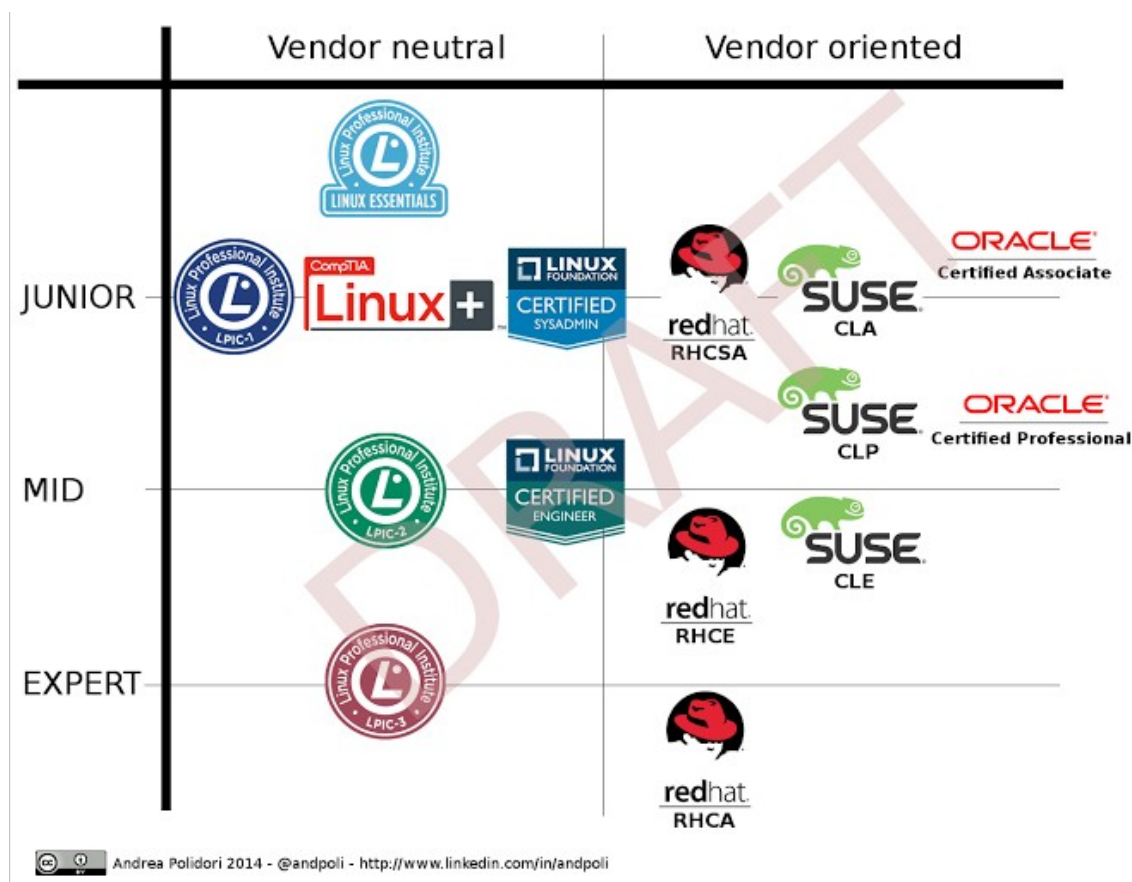 Vendor neutral
Vendor oriented
Linux Professional Institute
LINUX ESSENTIALS
JUNIOR
Linux Professional Institute
LPIC-1
CompTIA
Linux+
LINUX
FOUNDATION
CERTIFIED
SYSADMIN
redhat.
RHCSA
SUSE
CLA
ORACLE
Certified Associate
SUSE
CLP
ORACLE
Certified Professional
MID
Linux Professional Institute
LPIC-2
LINUX
FOUNDATION
CERTIFIED
ENGINEER
redhat.
RHCE
SUSE
CLE
EXPERT
Linux Professional Institute
LPIC-3
redhat.
RHCA
DRAFT
cc
BY
Andrea Polidori 2014 - @andpoli - http://www.linkedin.com/in/andpoli